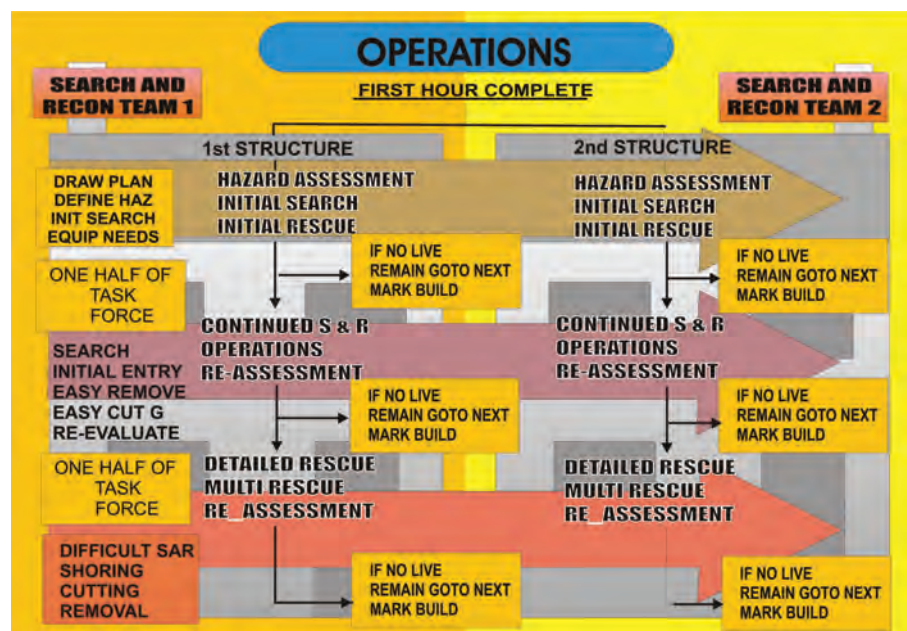 OPERATIONS
FIRST HOUR COMPLETE
SEARCH AND
RECON TEAM 1
SEARCH AND
RECON TEAM 2
1st STRUCTURE
2nd STRUCTURE
DRAW PLAN
DEFINE HAZ
INIT SEARCH
EQUIP NEEDS
HAZARD ASSESSMENT
INITIAL SEARCH
INITIAL RESCUE
HAZARD ASSESSMENT
INITIAL SEARCH
INITIAL RESCUE
IF NO LIVE
REMAIN GOTO NEXT
MARK BUILD
IF NO LIVE
REMAIN GOTO NEXT
MARK BUILD
ONE HALF OF
TASK
FORCE
CONTINUED S & R
OPERATIONS
RE-ASSESSMENT
CONTINUED S & R
OPERATIONS
RE-ASSESSMENT
SEARCH
INITIAL ENTRY
EASY REMOVE
EASY CUT G
RE-EVALUATE
IF NO LIVE
REMAIN GOTO NEXT
MARK BUILD
IF NO LIVE
REMAIN GOTO NEXT
MARK BUILD
ONE HALF OF
TASK
FORCE
DETAILED RESCUE
MULTI RESCUE
RE_ASSESSMENT
DETAILED RESCUE
MULTI RESCUE
RE_ASSESSMENT
DIFFICULT SAR
SHORING
CUTTING
REMOVAL
IF NO LIVE
REMAIN GOTO NEXT
MARK BUILD
IF NO LIVE
REMAIN GOTO NEXT
MARK BUILD